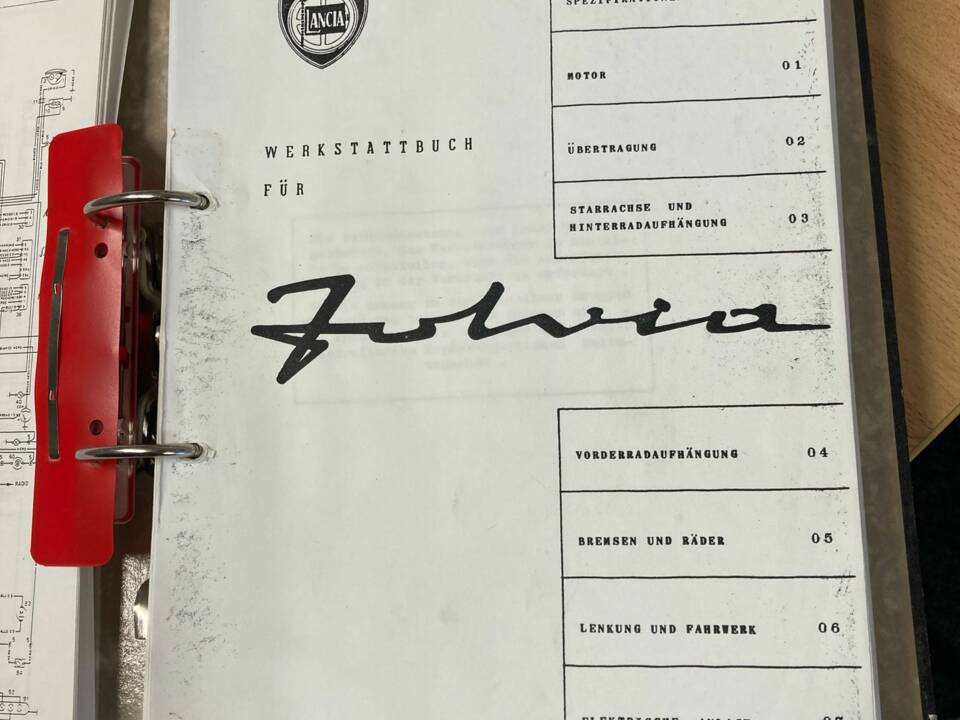 LANCIA
WERKSTATTBUCH
FÜR
Fulvia
MOTOR 01
ÜBERTRAGUNG 02
STARRACHSE UND
HINTERRADAUFHÄNGUNG 03
VORDERRADAUFHÄNGUNG 04
BREMSEN UND RÄDER 05
LENKUNG UND FAHRWERK 06